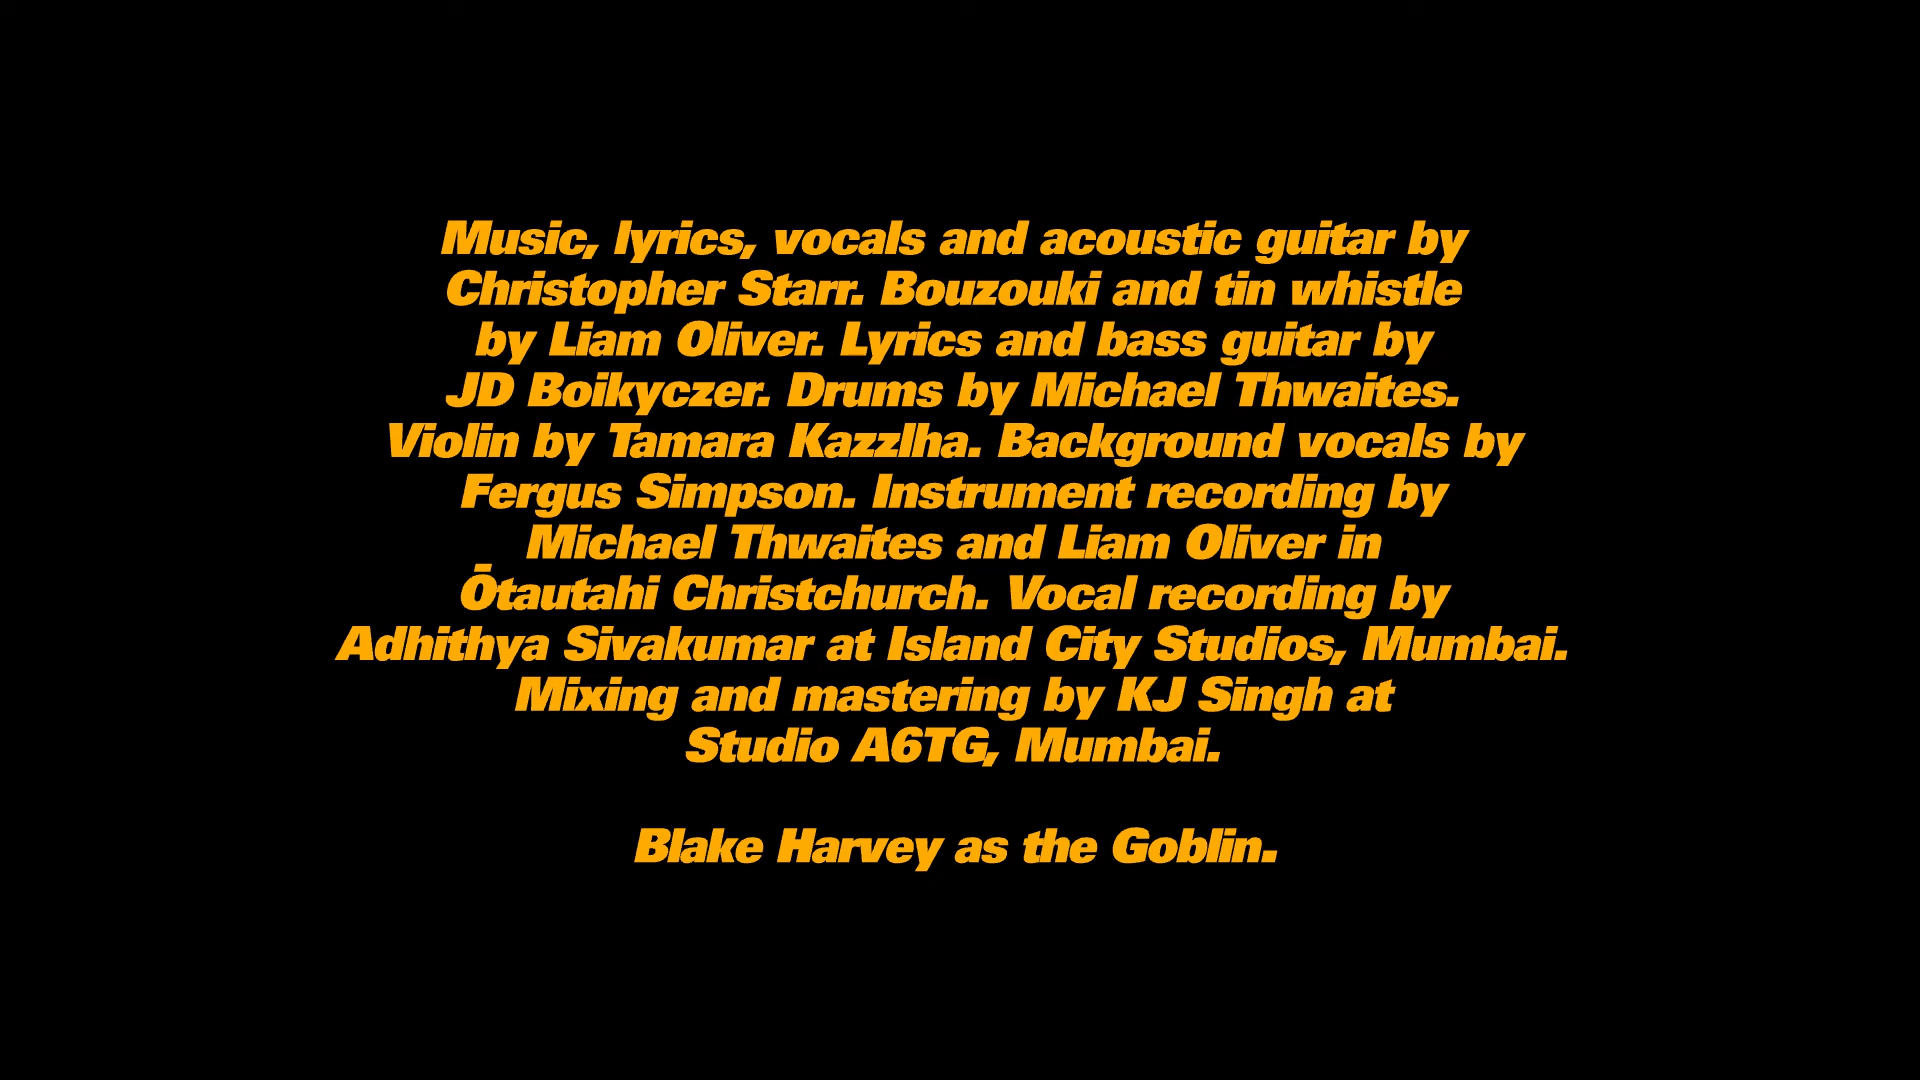 Music, lyrics, vocals and acoustic guitar by
Christopher Starr. Bouzouki and tin whistle
by Liam Oliver. Lyrics and bass guitar by
JD Boikyczer. Drums by Michael Thwaites.
Violin by Tamara Kazzlha. Background vocals by
Fergus Simpson. Instrument recording by
Michael Thwaites and Liam Oliver in
Ōtautahi Christchurch. Vocal recording by
Adhithya Sivakumar at Island City Studios, Mumbai.
Mixing and mastering by KJ Singh at
Studio A6TG, Mumbai.
Blake Harvey as the Goblin.